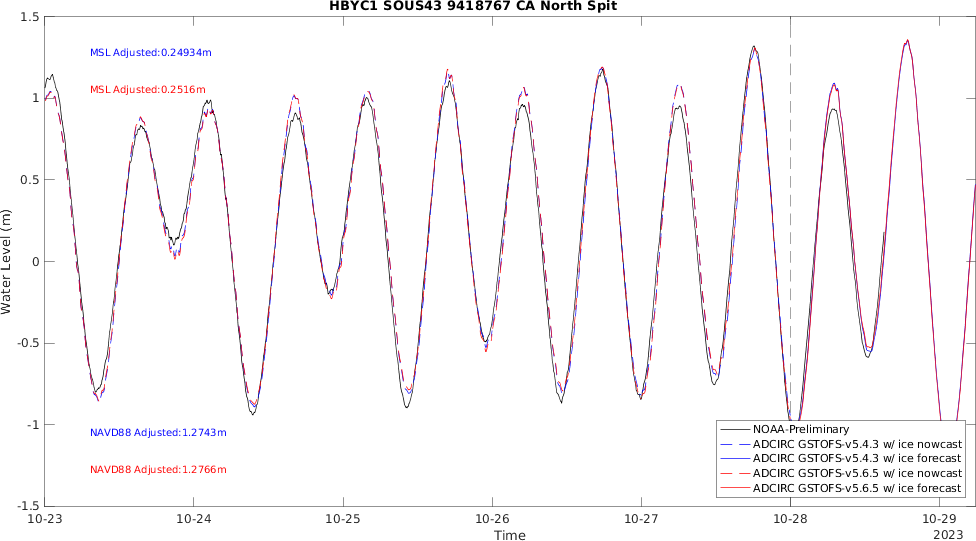 HBYC1 SOUS43 9418767 CA North Spit
1.5
1
0.5
0
-0.5
-1
-1.5
Water Level (m)
MSL Adjusted:0.24934m
MSL Adjusted:0.2516m
NAVD88 Adjusted:1.2743m
NAVD88 Adjusted:1.2766m
NOAA-Preliminary
ADCIRC GSTOFS-v5.4.3 w/ ice nowcast
ADCIRC GSTOFS-v5.4.3 w/ ice forecast
ADCIRC GSTOFS-v5.6.5 w/ ice nowcast
ADCIRC GSTOFS-v5.6.5 w/ ice forecast
10-23 10-24 10-25 10-26 10-27 10-28 10-29
2023
Time